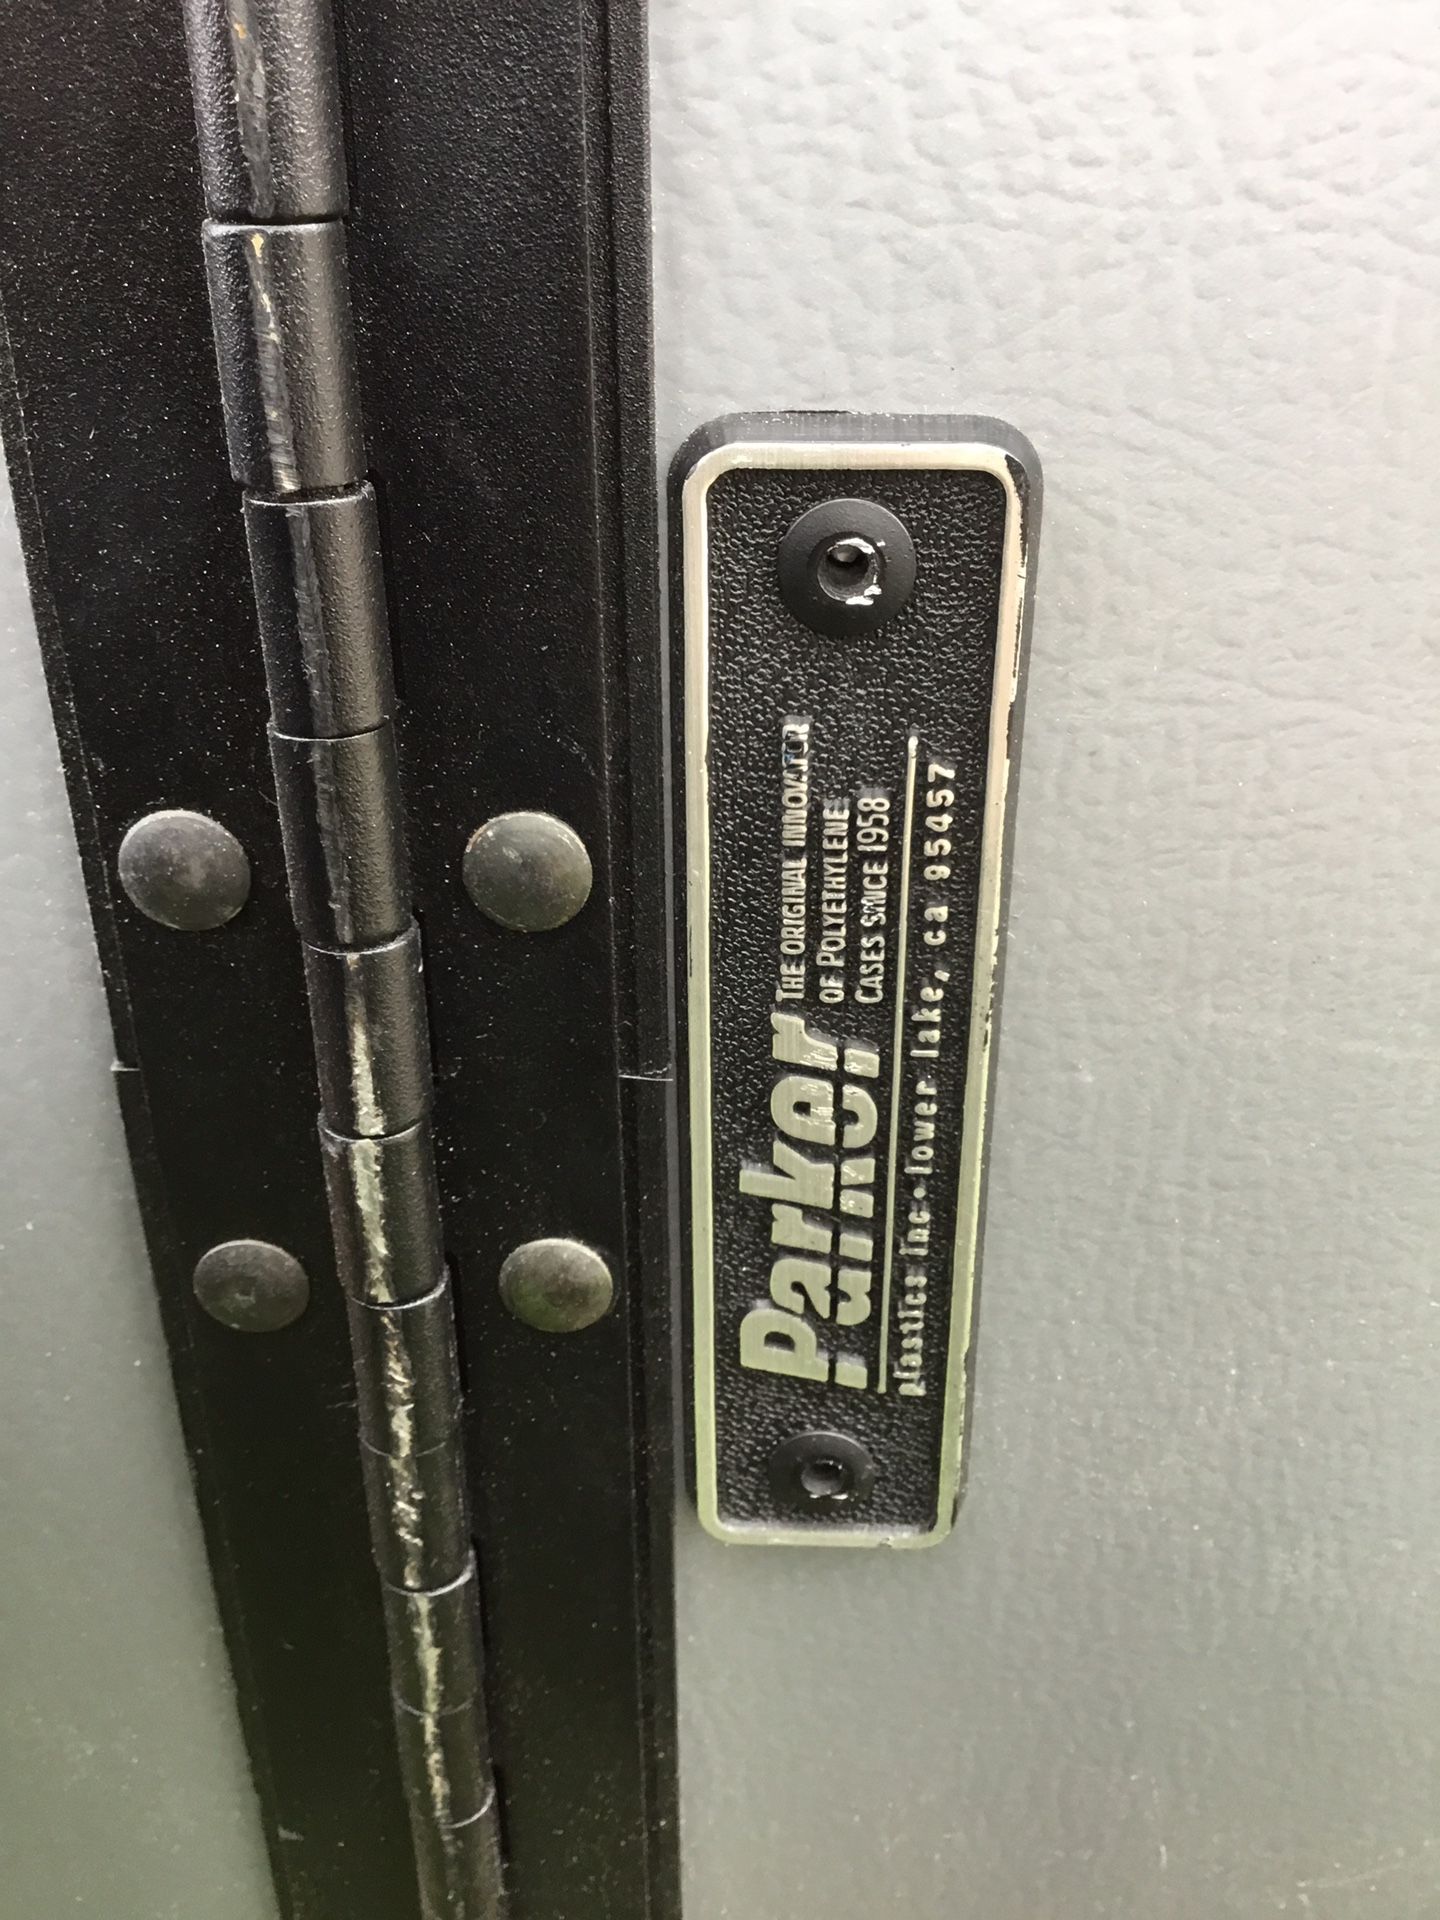 Parker
THE ORIGINAL INNOVATOR
OF POLYETHYLENE
CASES SINCE 1958
plastics inc. • lower lake, ca 95457